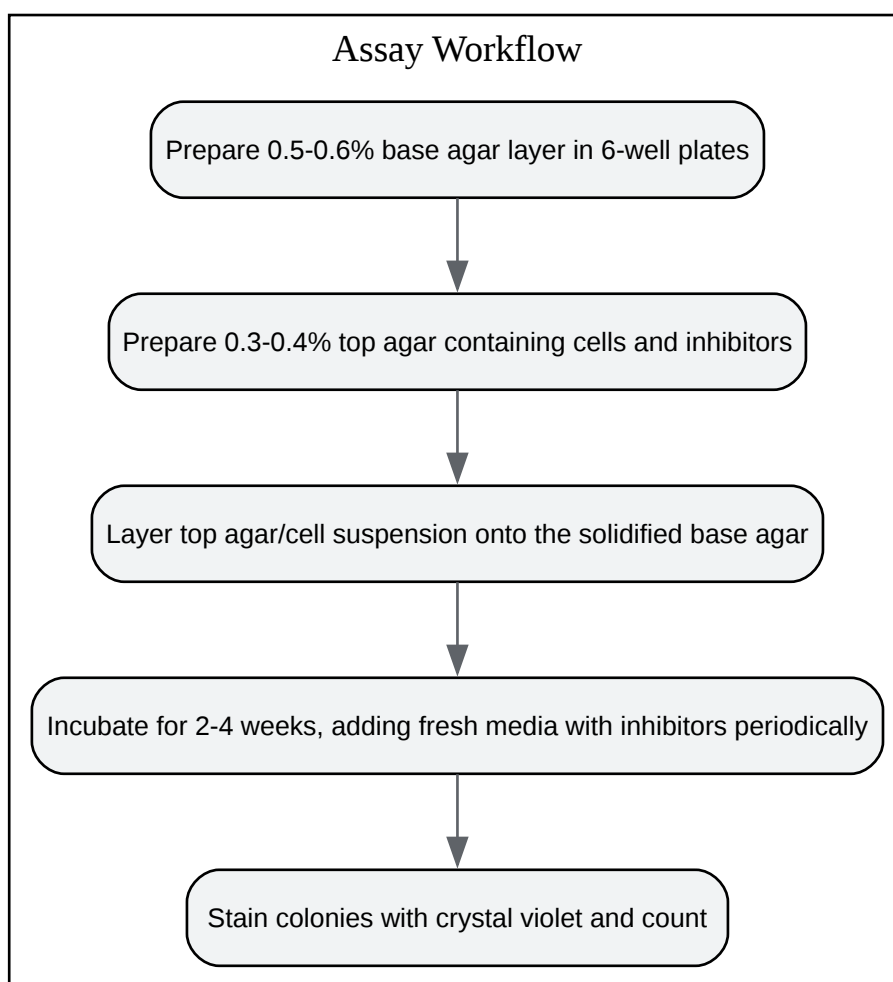 Assay Workflow
Prepare 0.5-0.6% base agar layer in 6-well plates
Prepare 0.3-0.4% top agar containing cells and inhibitors
Layer top agar/cell suspension onto the solidified base agar
Incubate for 2-4 weeks, adding fresh media with inhibitors periodically
Stain colonies with crystal violet and count